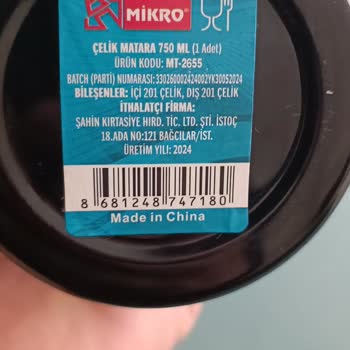 MİKRO®
ÇELİK MATARA 750 ML (1 Adet)
ÜRÜN KODU: MT-2655
BATCH (PARTİ) NUMARASI:330260002424002YK30052024
BİLEŞENLER: İÇİ 201 ÇELİK, DIŞ 201 ÇELİK
İTHALATÇI FİRMA:
ŞAHİN KIRTASİYE HIRD. TİC. LTD. ŞTİ. İSTOÇ
18.ADA NO:121 BAĞCILAR/İST.
ÜRETİM YILI: 2024
8 681248 747180
Made in China